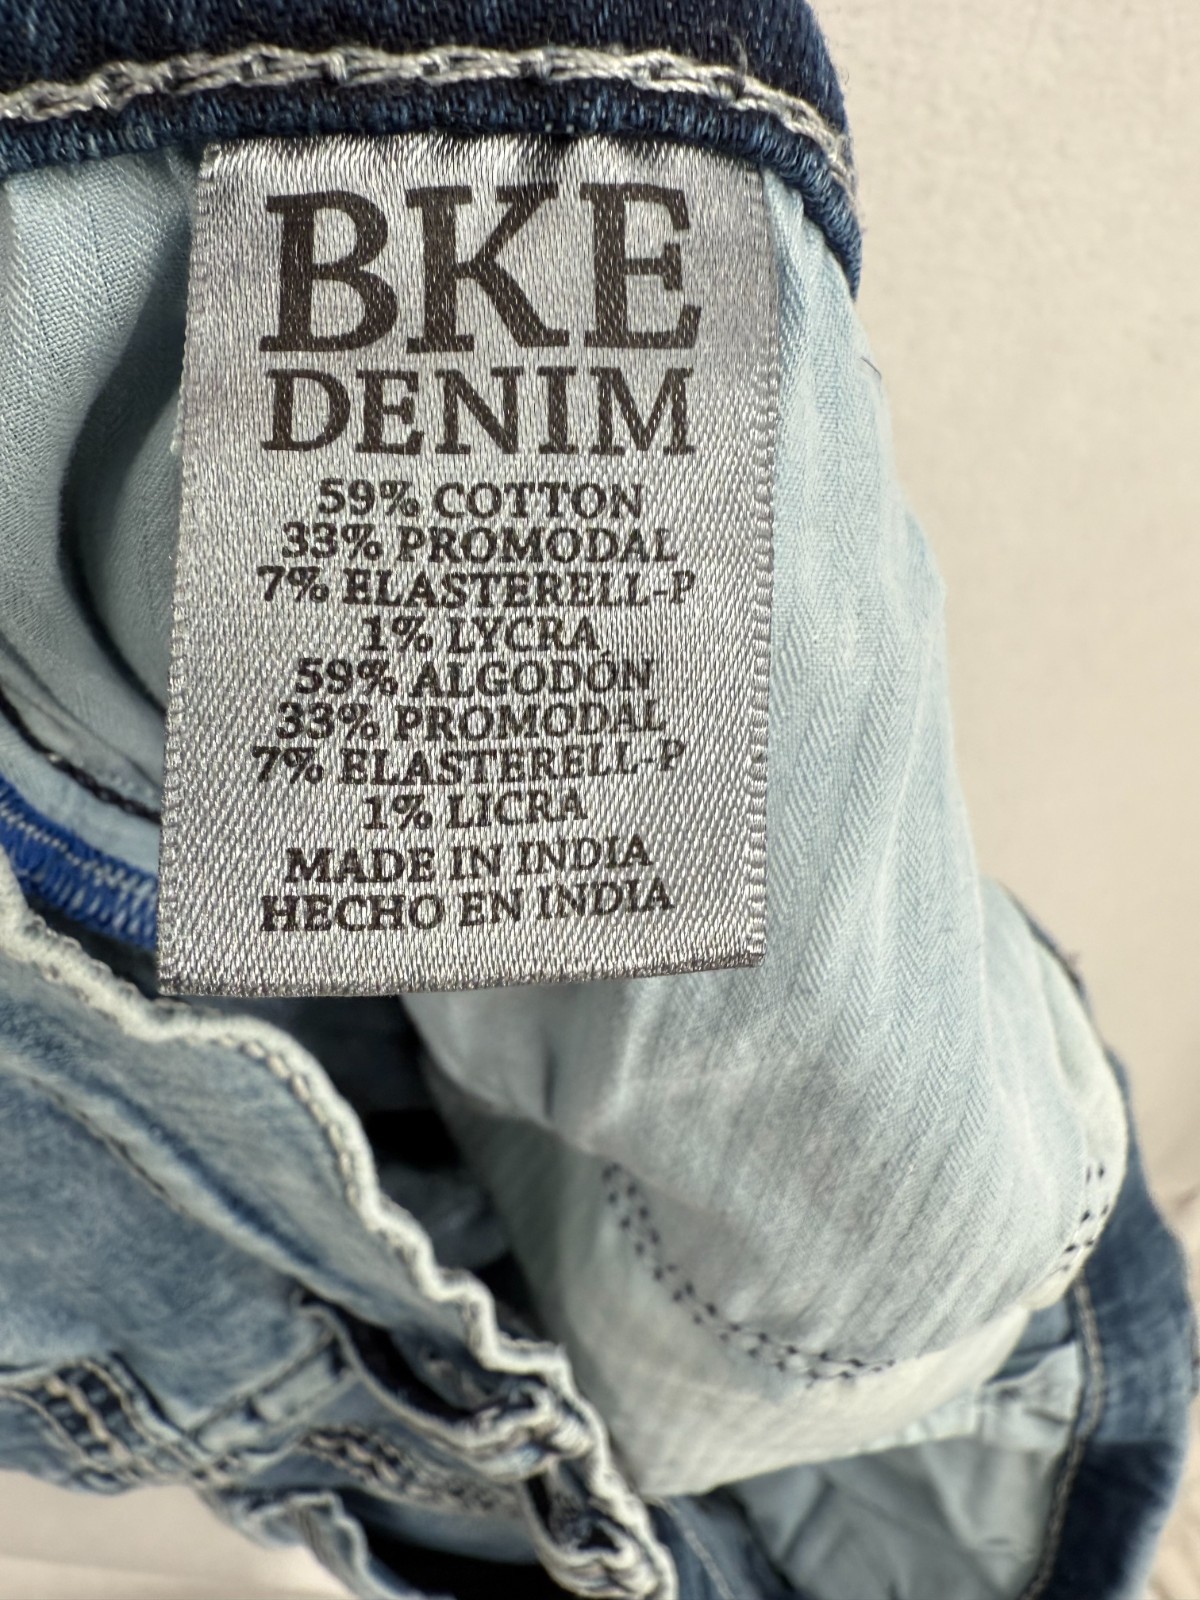 BKE
DENIM
59% COTTON
33% PROMODAL
7% ELASTERELL-P
1% LYCRA
59% ALGODÓN
33% PROMODAL
7% ELASTERELL-P
1% LICRA
MADE IN INDIA
HECHO EN INDIA